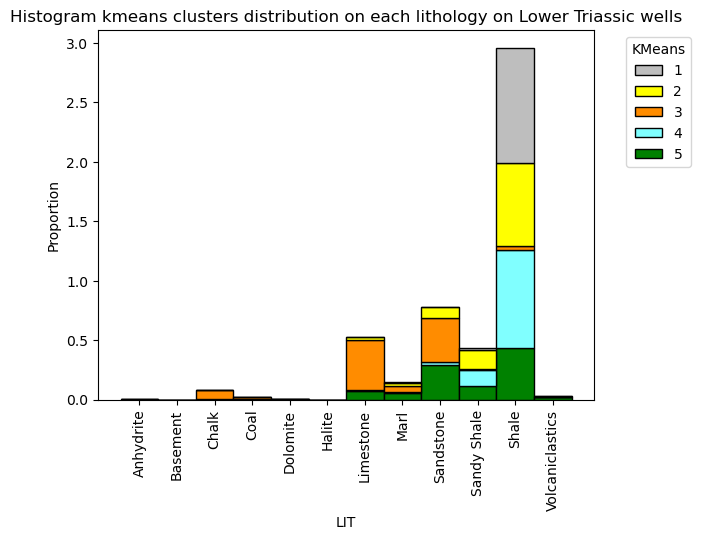 Histogram kmeans clusters distribution on each lithology on Lower Triassic wells
KMeans
1
2
3
4
5
Proportion
3.0
2.5
2.0
1.5
1.0
0.5
0.0
Anhydrite
Basement
Chalk
Coal
Dolomite
Halite
Limestone
Marl
Sandstone
Sandy Shale
Shale
Volcaniclastics
LIT